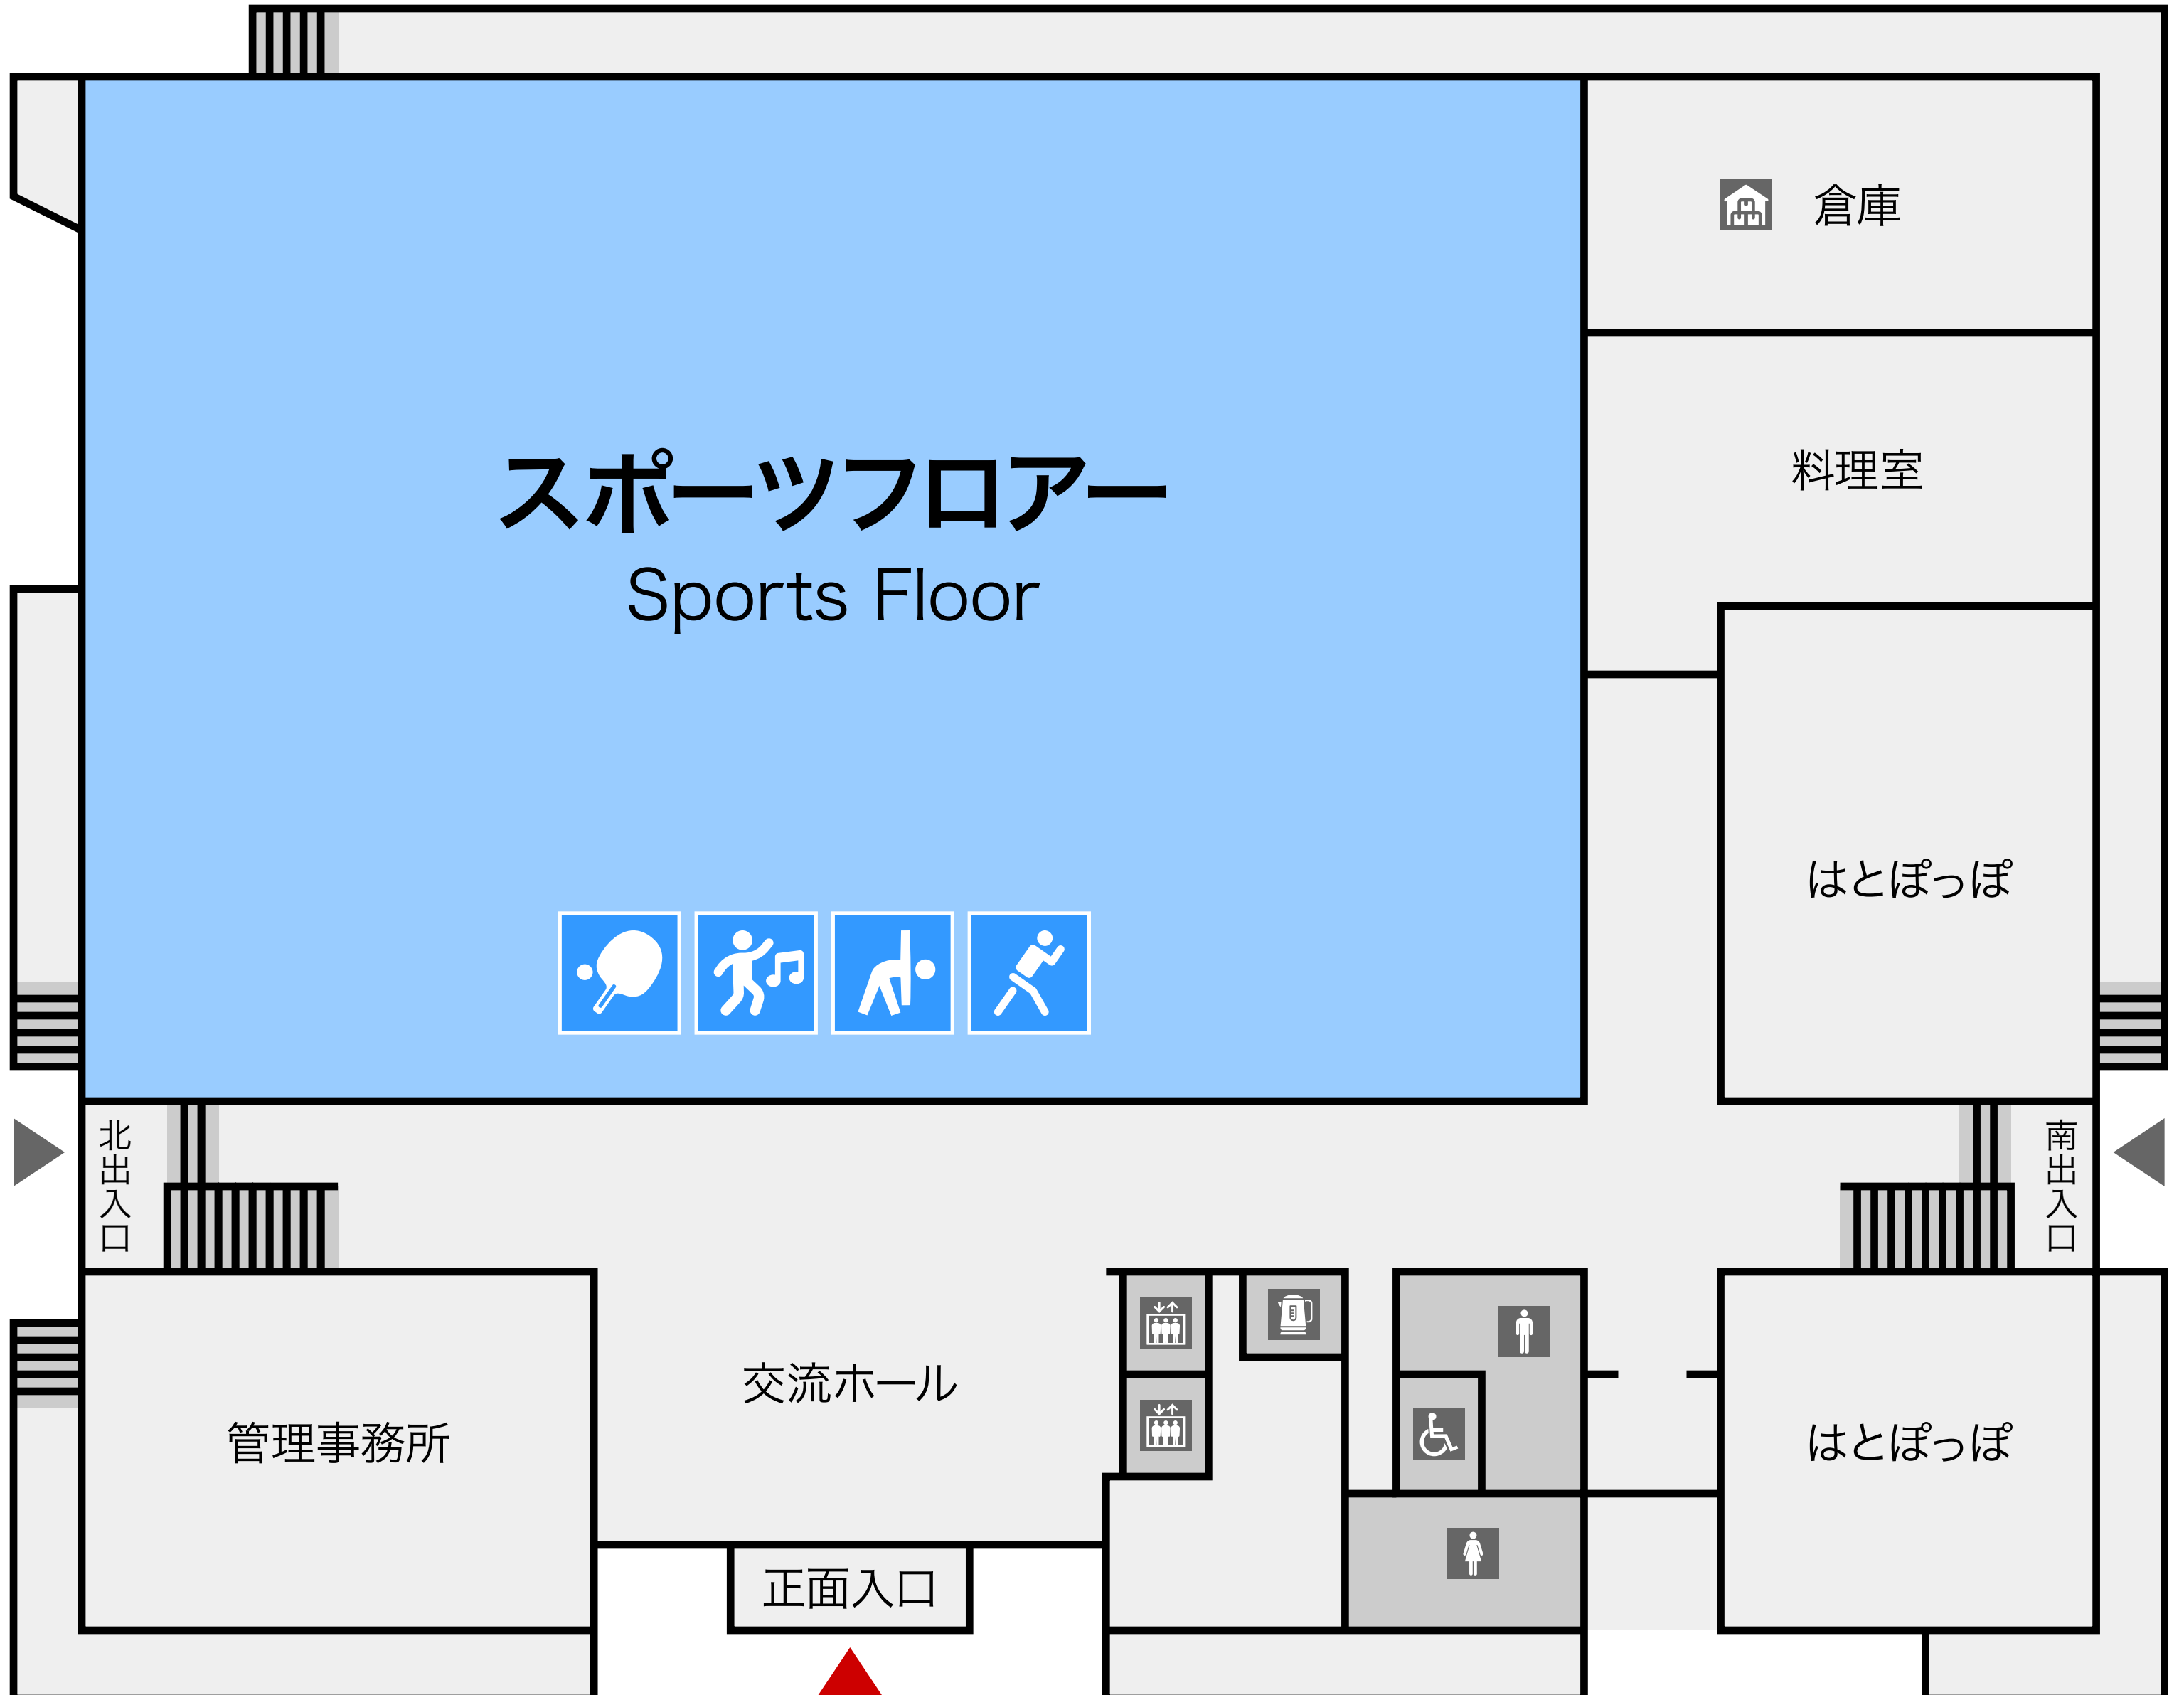 倉庫
料理室
スポーツフロアー
Sports Floor
はとぽっぽ
北出入口
南出入口
交流ホール
管理事務所
はとぽっぽ
正面入口